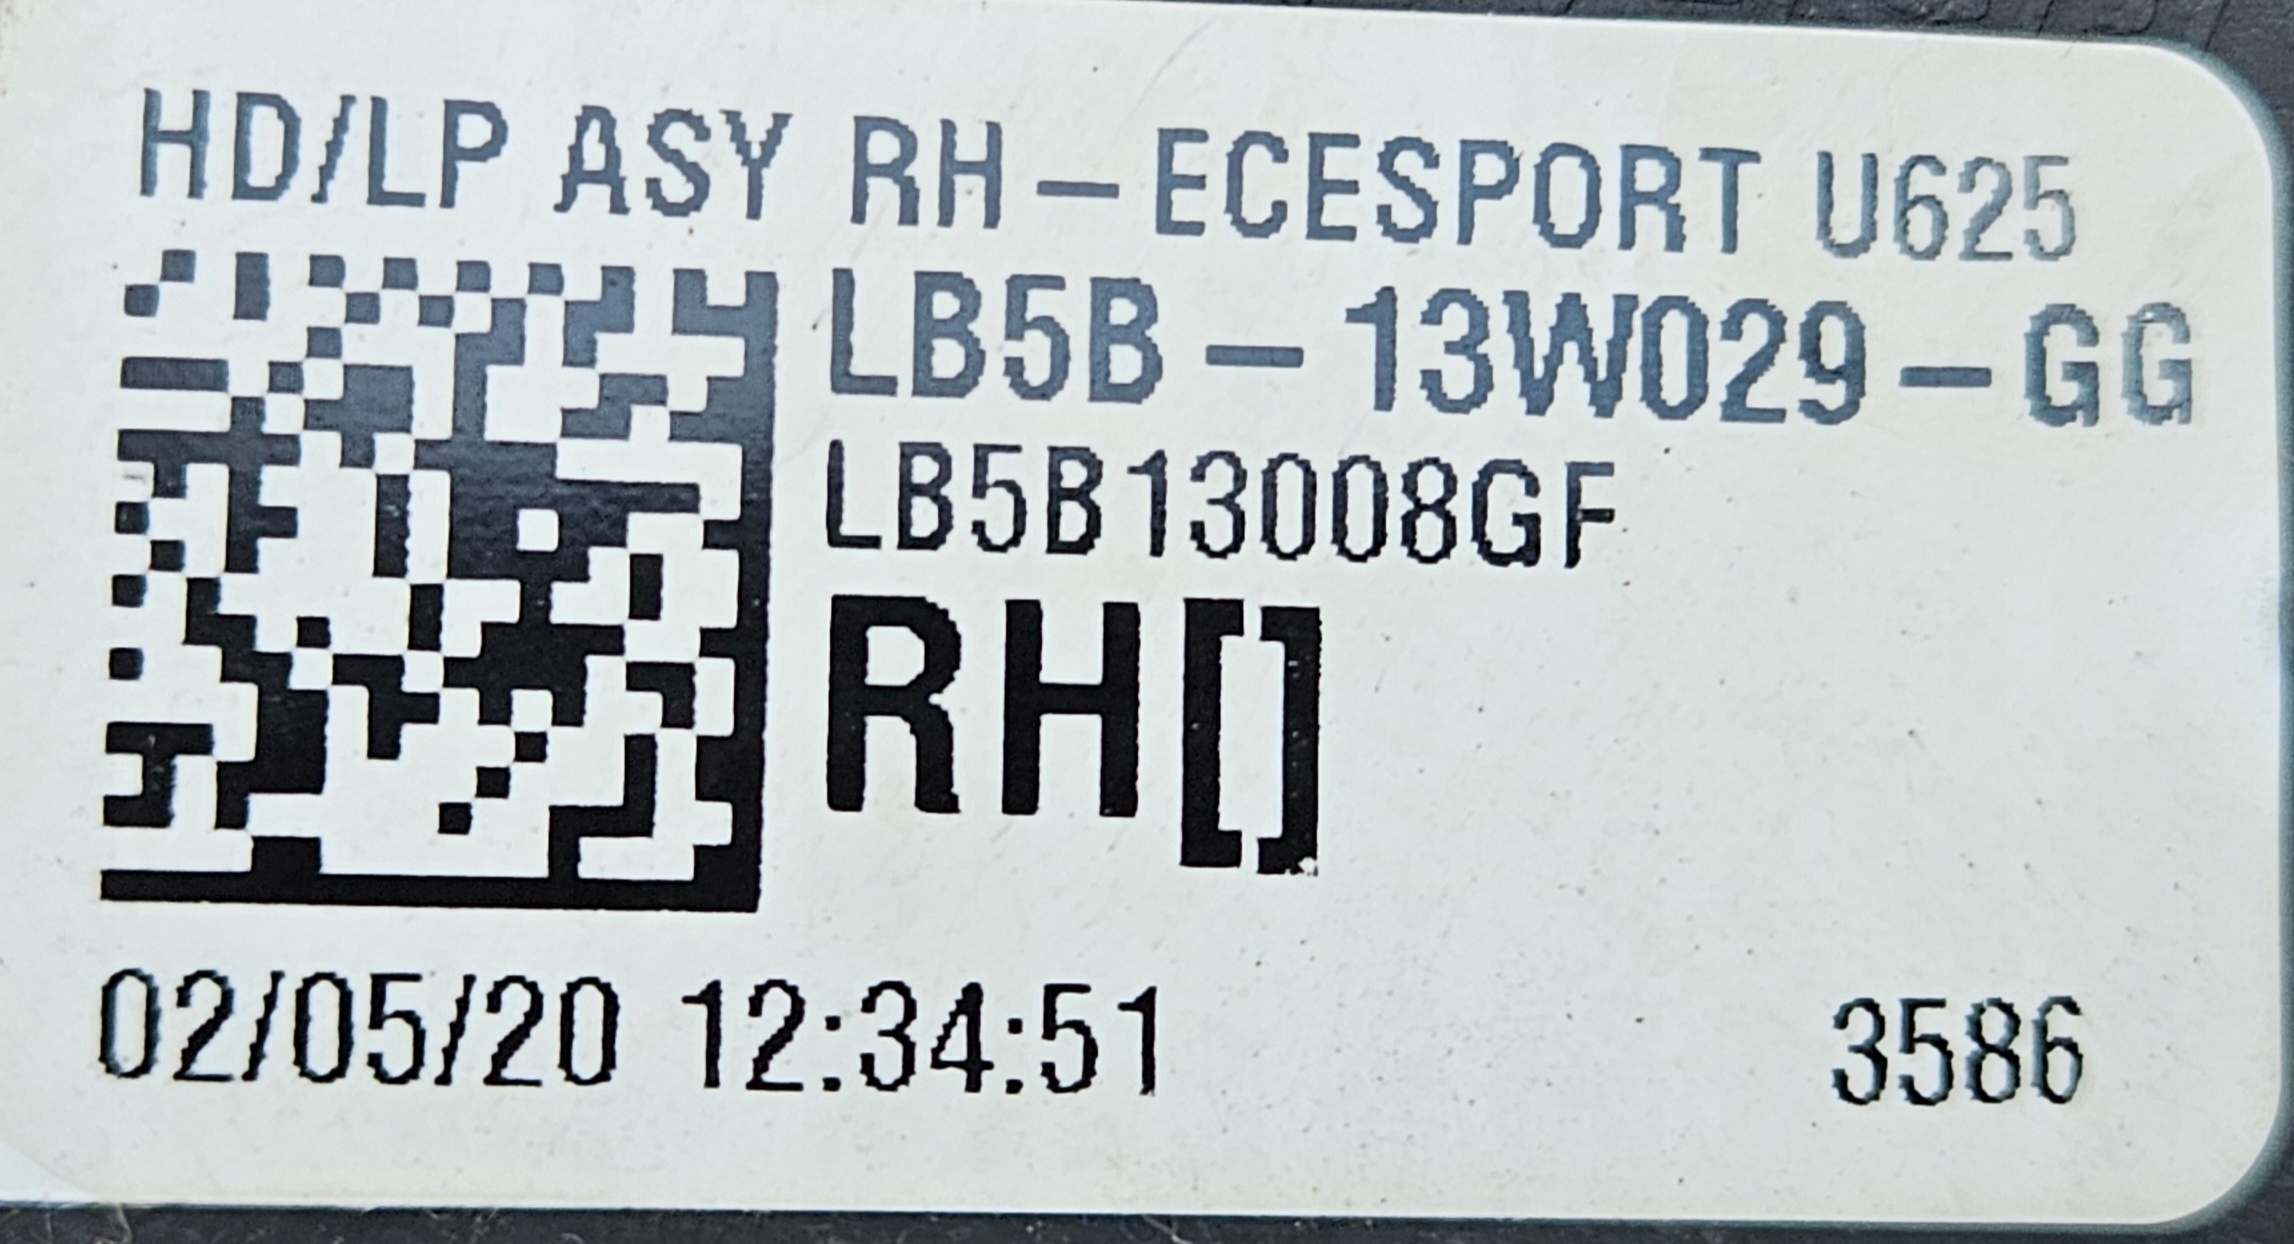 HD/LP ASY RH-ECESPORT U625
LB5B-13W029-GG
LB5B13008GF
RH[]
02/05/20 12:34:51 3586